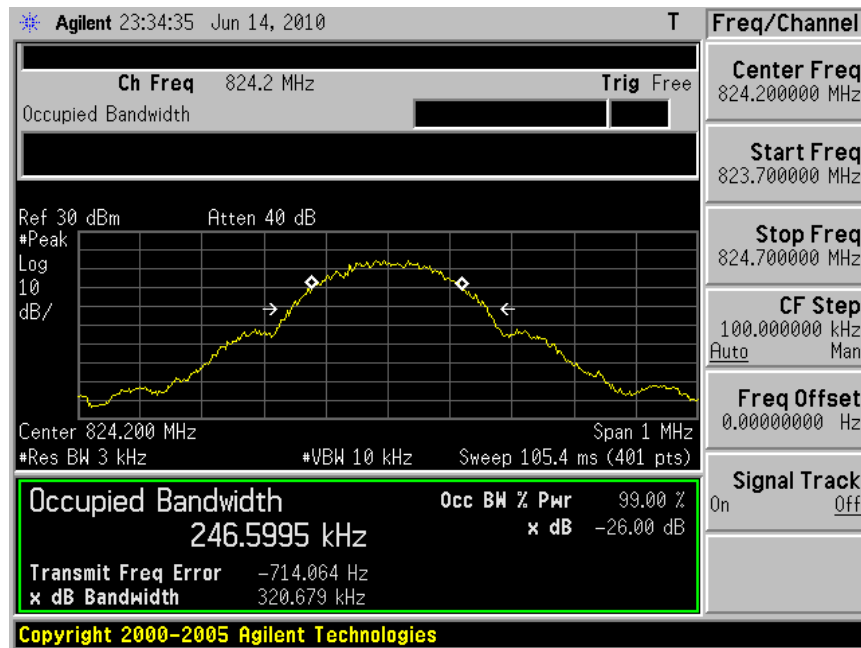 Agilent 23:34:35 Jun 14, 2010 T
Freq/Channel
Ch Freq 824.2 MHz Trig Free
Occupied Bandwidth
Center Freq
824.200000 MHz
Start Freq
823.700000 MHz
Stop Freq
824.700000 MHz
CF Step
100.000000 kHz
Auto Man
Freq Offset
0.00000000 Hz
Signal Track
On Off
Ref 30 dBm Atten 40 dB
#Peak
Log
10
dB/
Center 824.200 MHz Span 1 MHz
#Res BW 3 kHz #VBW 10 kHz Sweep 105.4 ms (401 pts)
Occupied Bandwidth Occ BW % Pwr 99.00 %
246.5995 kHz x dB -26.00 dB
Transmit Freq Error -714.064 Hz
x dB Bandwidth 320.679 kHz
Copyright 2000-2005 Agilent Technologies